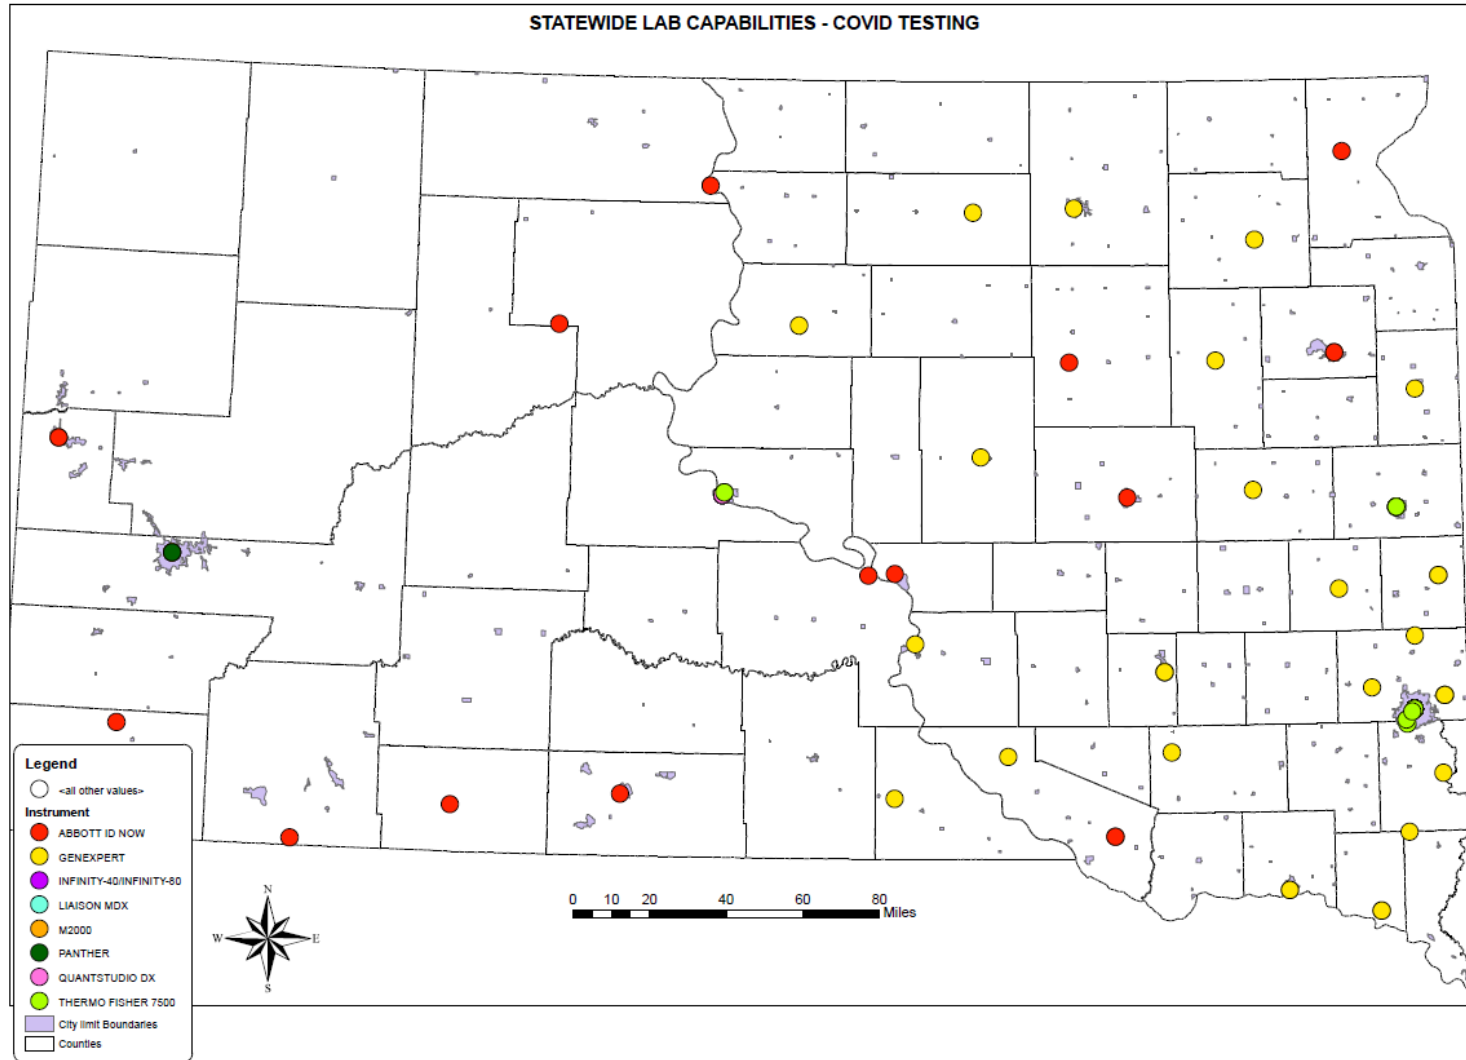 STATEWIDE LAB CAPABILITIES - COVID TESTING
Legend
<all other values>
Instrument
ABBOTT ID NOW
GENEXPERT
INFINITY-40/INFINITY-80
LIAISON MDX
M2000
PANTHER
QUANTSTUDIO DX
THERMO FISHER 7500
City limit Boundaries
Counties
N
W E
S
0 10 20 40 60 80
Miles